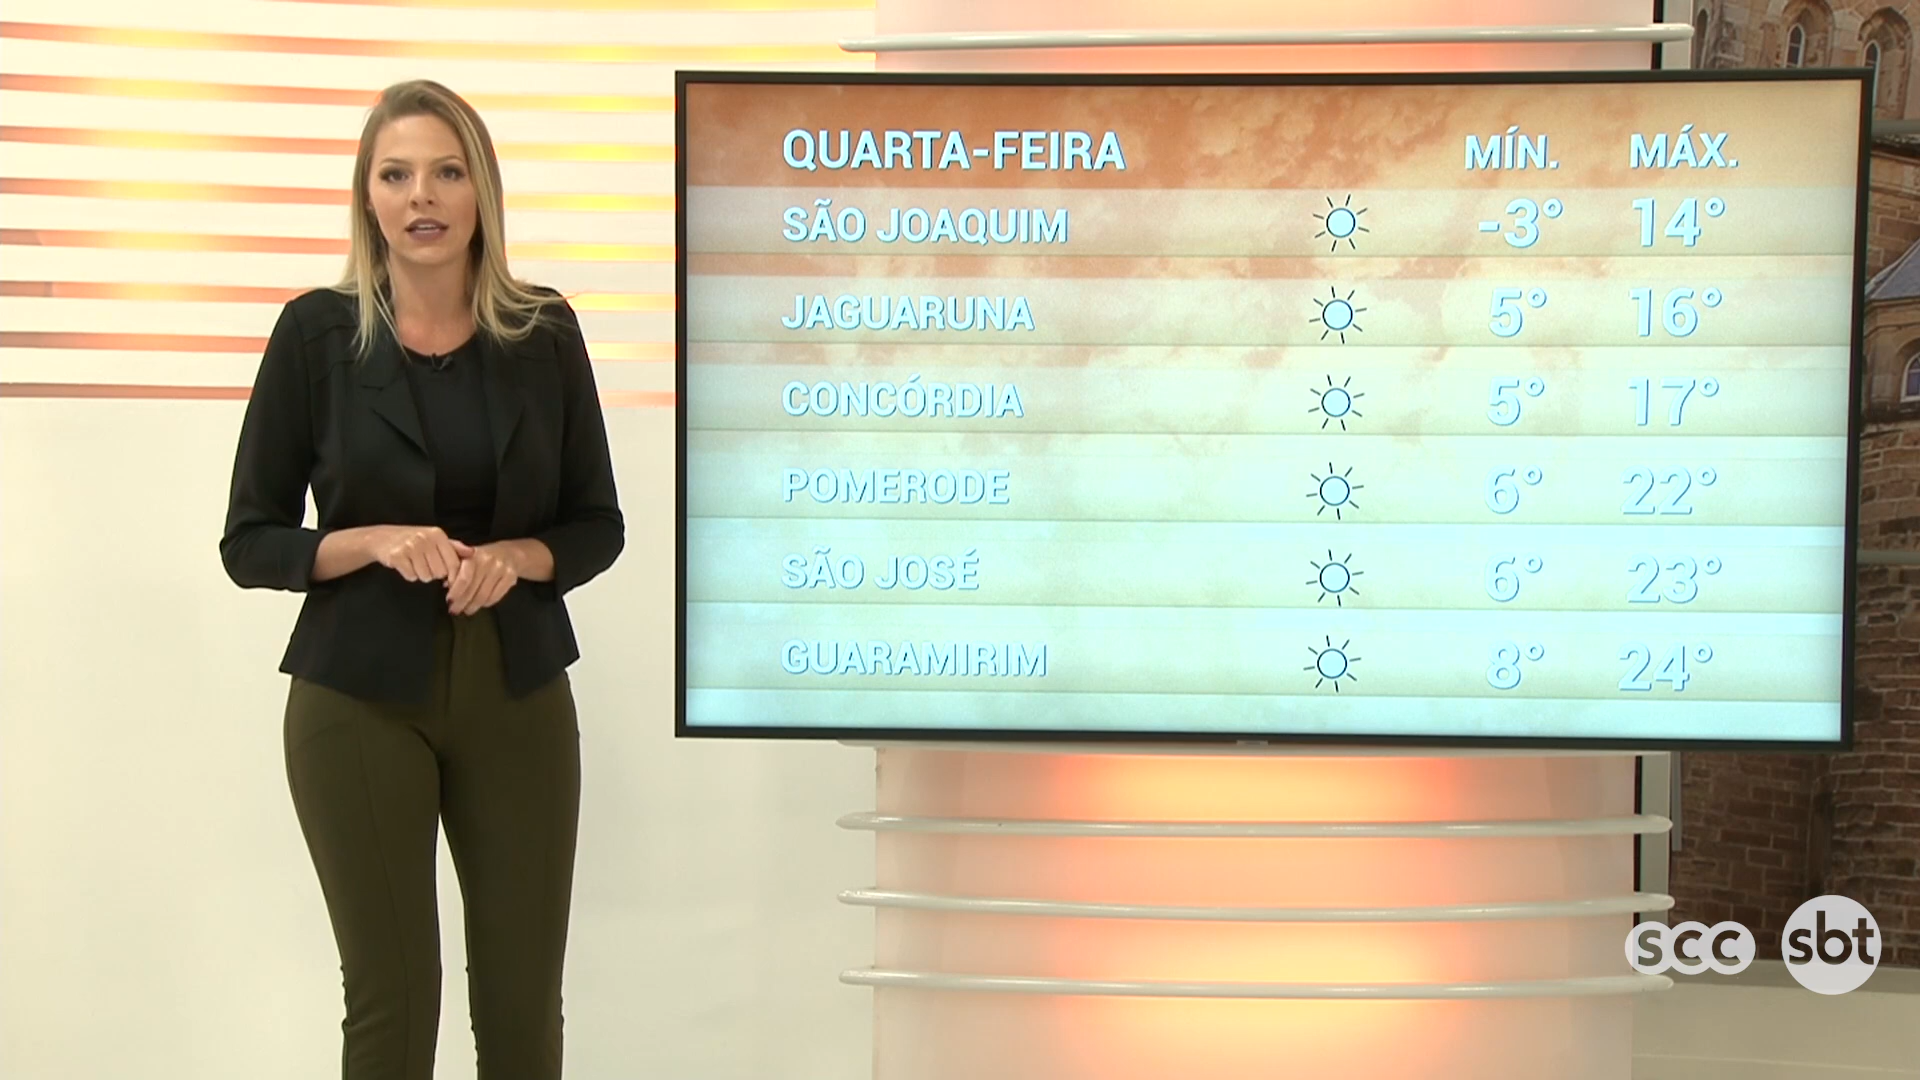 QUARTA-FEIRA MÍN. MÁX.
SÃO JOAQUIM -3° 14°
JAGUARUNA 5° 16°
CONCÓRDIA 5° 17°
POMERODE 6° 22°
SÃO JOSÉ 6° 23°
GUARAMIRIM 8° 24°
scc sbt